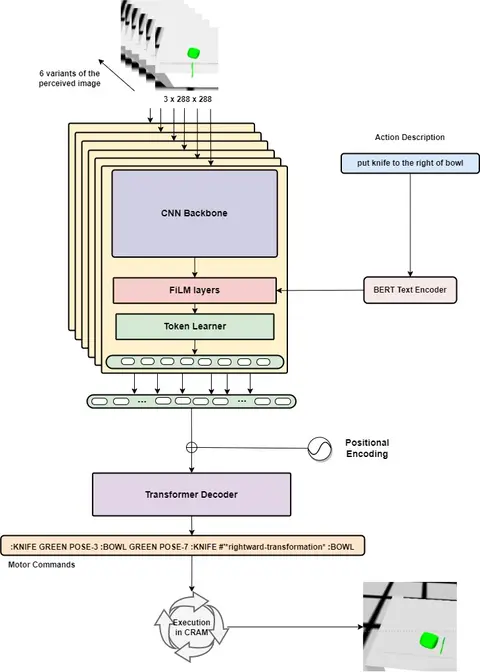 6 variants of the
perceived image
3 x 288 x 288
Action Description
put knife to the right of bowl
CNN Backbone
FiLM layers
BERT Text Encoder
Token Learner
...
...
Positional
Encoding
Transformer Decoder
:KNIFE GREEN POSE-3 :BOWL GREEN POSE-7 :KNIFE #'*rightward-transformation* :BOWL
Motor Commands
Execution
in CRAM